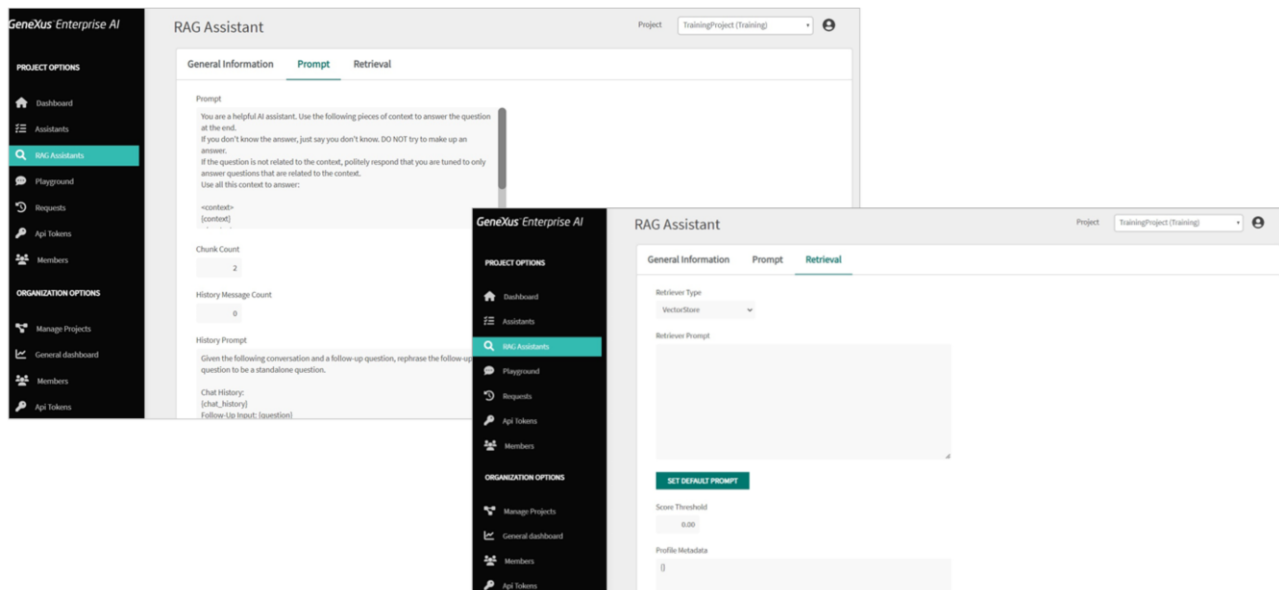 GeneXus Enterprise AI
PROJECT OPTIONS
Dashboard
Assistants
RAG Assistants
Playground
Requests
Api Tokens
Members
ORGANIZATION OPTIONS
Manage Projects
General dashboard
Members
Api Tokens
RAG Assistant
Project
TrainingProject (Training)
General Information
Prompt
Retrieval
Prompt
You are a helpful AI assistant. Use the following pieces of context to answer the question
at the end.
If you don't know the answer, just say you don't know. DO NOT try to make up an
answer.
If the question is not related to the context, politely respond that you are tuned to only
answer questions that are related to the context.
Use all this context to answer:
<context>
{context}
Chunk Count
2
History Message Count
0
History Prompt
Given the following conversation and a follow-up question, rephrase the follow-up
question to be a standalone question.
Chat History:
{chat_history}
Follow-Up Input: {question}
GeneXus Enterprise AI
PROJECT OPTIONS
Dashboard
Assistants
RAG Assistants
Playground
Requests
Api Tokens
Members
ORGANIZATION OPTIONS
Manage Projects
General dashboard
Members
Api Tokens
RAG Assistant
Project
TrainingProject (Training)
General Information
Prompt
Retrieval
Retriever Type
VectorStore
Retriever Prompt
SET DEFAULT PROMPT
Score Threshold
0.00
Profile Metadata
{}